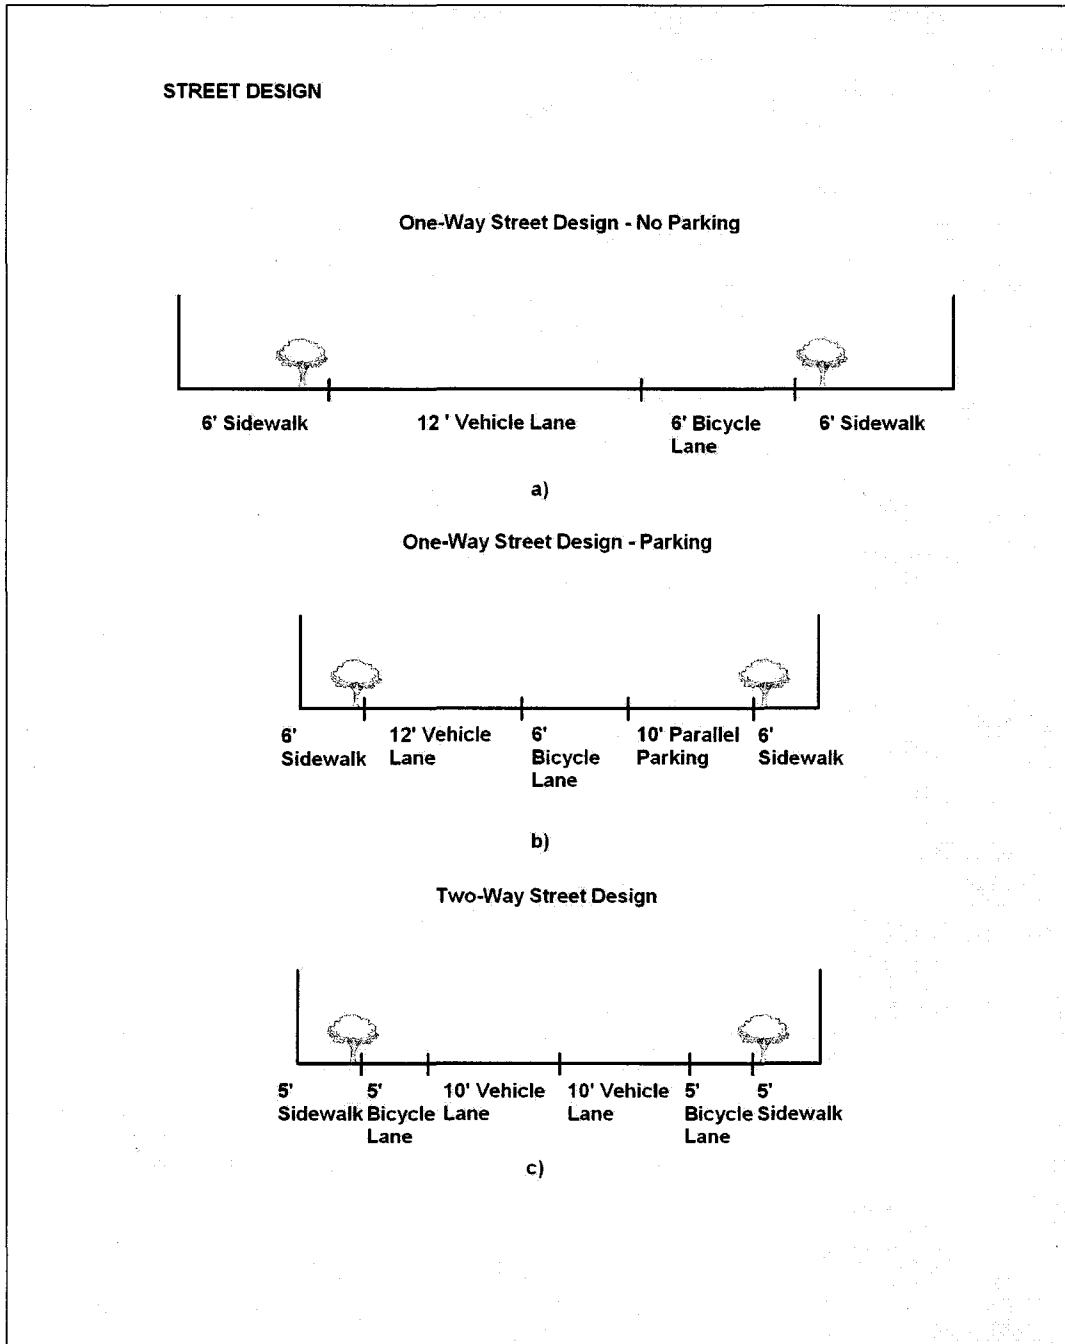 STREET DESIGN
One-Way Street Design - No Parking
6' Sidewalk
12 ' Vehicle Lane
6' Bicycle
Lane
6' Sidewalk
a)
One-Way Street Design - Parking
6'
Sidewalk
12' Vehicle
Lane
6'
Bicycle
Lane
10' Parallel
Parking
6'
Sidewalk
b)
Two-Way Street Design
5'
Sidewalk
5'
Bicycle
Lane
10' Vehicle
Lane
10' Vehicle
Lane
5'
Bicycle
Lane
5'
Sidewalk
c)